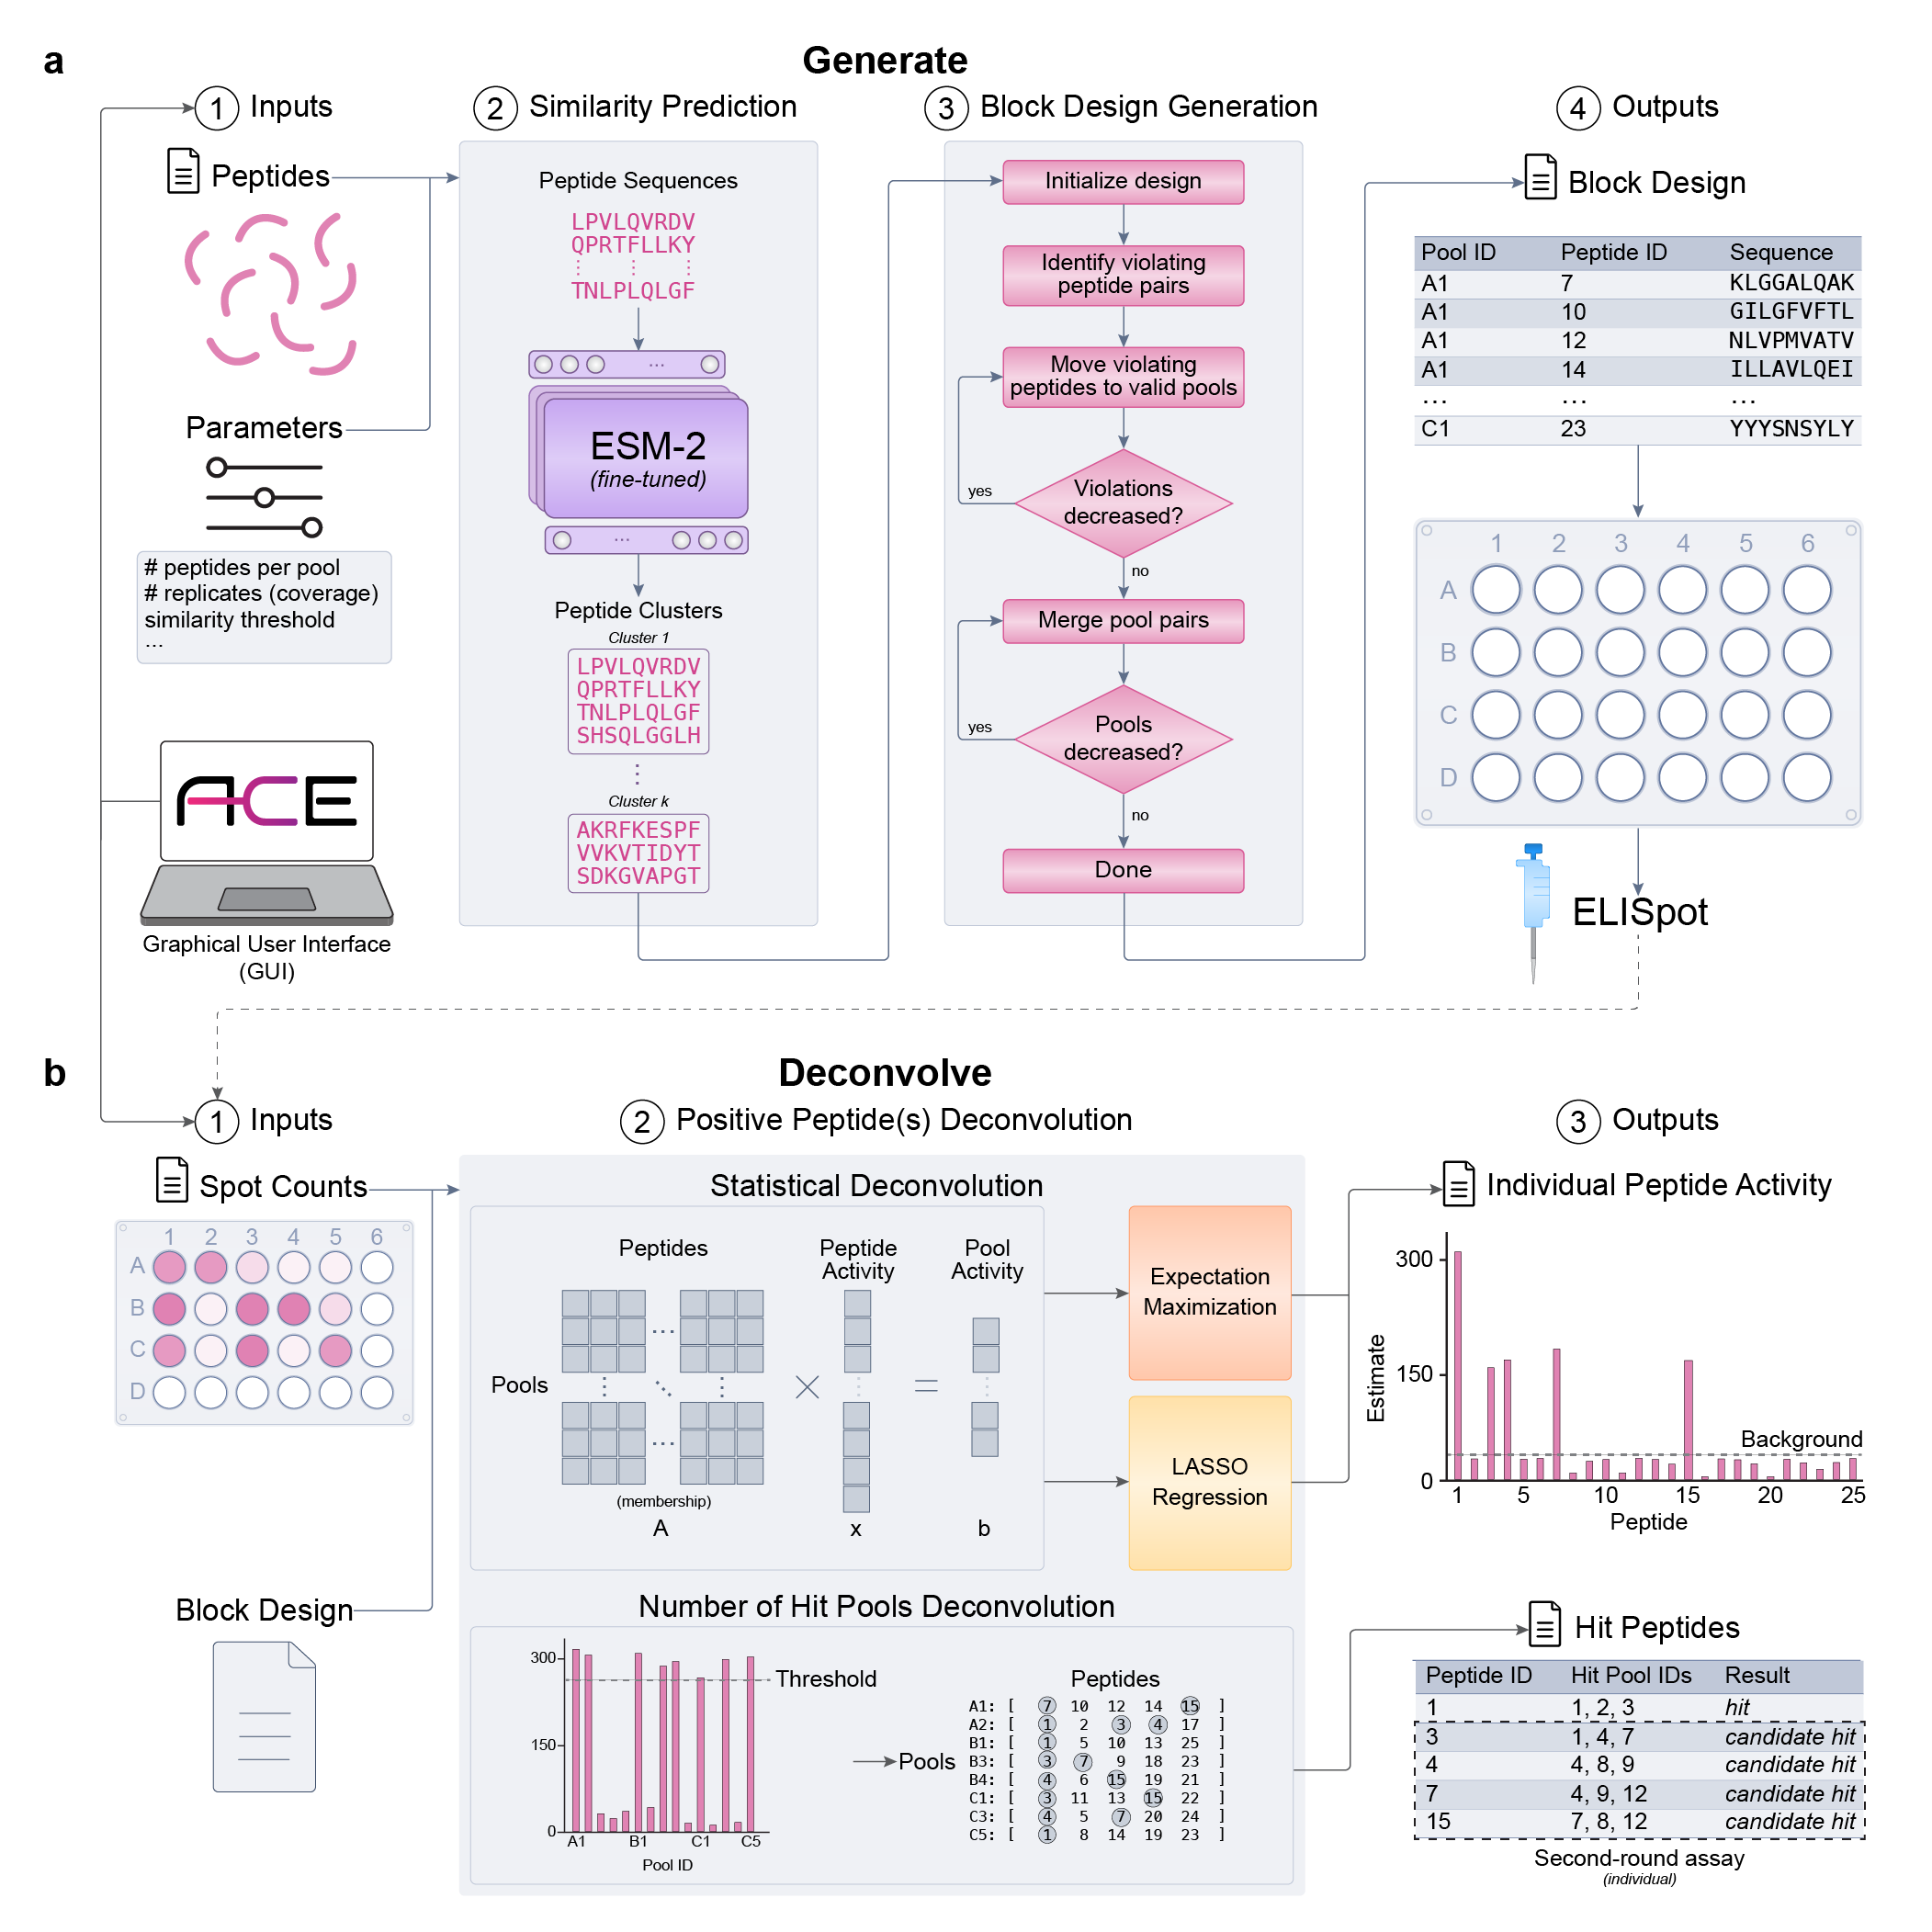 a
Generate
1 Inputs
Peptides
Parameters
# peptides per pool
# replicates (coverage)
similarity threshold
...
ACE
Graphical User Interface
(GUI)
2 Similarity Prediction
Peptide Sequences
LPVLQVRDV
QPRTFLLKY
TNLPLQLGF
...
ESM-2
(fine-tuned)
...
Peptide Clusters
Cluster 1
LPVLQVRDV
QPRTFLLKY
TNLPLQLGF
SHSQLGGLH
Cluster k
AKRFKESPF
VVKVTIDYT
SDKGVAPGT
3 Block Design Generation
Initialize design
Identify violating
peptide pairs
Move violating
peptides to valid pools
Violations
decreased?
yes
no
Merge pool pairs
Pools
decreased?
yes
no
Done
4 Outputs
Block Design
Pool ID Peptide ID Sequence
A1 7 KLGGALQAK
A1 10 GILGFVFTL
A1 12 NLVPMVATV
A1 14 ILLAVLQEI
... ... ...
C1 23 YYYSNSYLY
1 2 3 4 5 6
A
B
C
D
ELISpot
b
Deconvolve
1 Inputs
Spot Counts
1 2 3 4 5 6
A
B
C
D
Block Design
2 Positive Peptide(s) Deconvolution
Statistical Deconvolution
Peptides
Peptide
Activity
Pool
Activity
Pools
... ...
× =
... ...
(membership)
A x b
Expectation
Maximization
LASSO
Regression
Number of Hit Pools Deconvolution
300
150
0
A1 B1 C1 C5
Pool ID
Threshold
Pools
Peptides
A1: [ 7 10 12 14 15 ]
A2: [ 1 2 3 4 17 ]
B1: [ 1 5 10 13 25 ]
B3: [ 3 7 9 18 23 ]
B4: [ 4 6 15 19 21 ]
C1: [ 3 11 13 15 22 ]
C3: [ 4 5 7 20 24 ]
C5: [ 1 8 14 19 23 ]
3 Outputs
Individual Peptide Activity
300
150
0
Estimate
Background
1 5 10 15 20 25
Peptide
Hit Peptides
Peptide ID Hit Pool IDs Result
1 1, 2, 3 hit
3 1, 4, 7 candidate hit
4 4, 8, 9 candidate hit
7 4, 9, 12 candidate hit
15 7, 8, 12 candidate hit
Second-round assay
(individual)